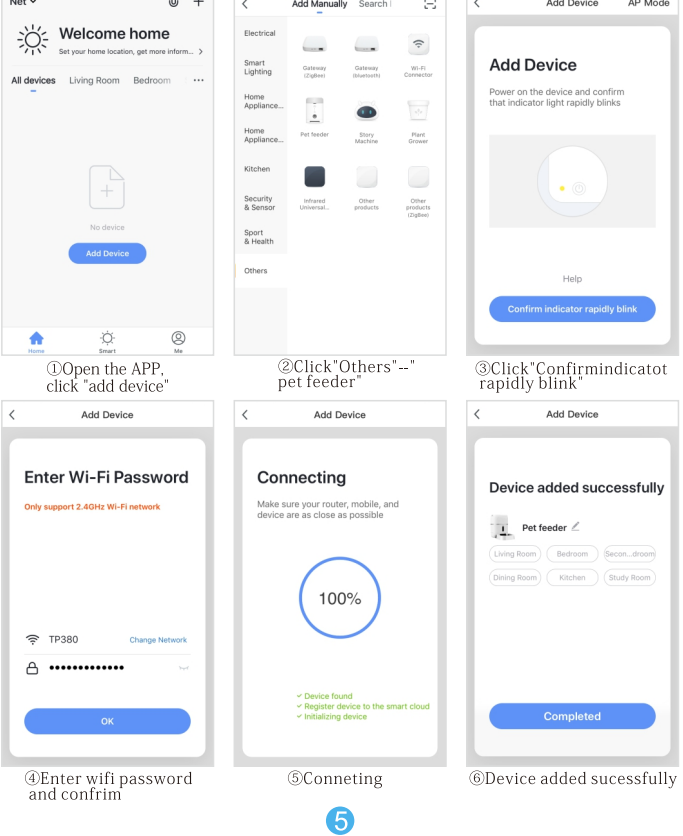 Net
Welcome home
Set your home location, get more inform...
All devices Living Room Bedroom ...
No device
Add Device
Home Smart Me
①Open the APP,
click "add device"
Add Manually Search
Electrical
Smart
Lighting
Home
Appliance...
Home
Appliance...
Kitchen
Security
& Sensor
Sport
& Health
Others
Gateway
(ZigBee)
Gateway
(bluetooth)
Wi-Fi
Connector
Pet feeder
Story
Machine
Plant
Grower
Infrared
Universal...
Other
products
Other
products
(ZigBee)
②Click"Others"--"
pet feeder"
Add Device AP Mode
Add Device
Power on the device and confirm
that indicator light rapidly blinks
Help
Confirm indicator rapidly blink
③Click"Confirmindicatot
rapidly blink"
Add Device
Enter Wi-Fi Password
Only support 2.4GHz Wi-Fi network
TP380 Change Network
•••••••••••••
OK
④Enter wifi password
and confrim
Add Device
Connecting
Make sure your router, mobile, and
device are as close as possible
100%
Device found
Register device to the smart cloud
Initializing device
⑤Conneting
Add Device
Device added successfully
Pet feeder
Living Room Bedroom Secon...droom
Dining Room Kitchen Study Room
Completed
⑥Device added sucessfully
5